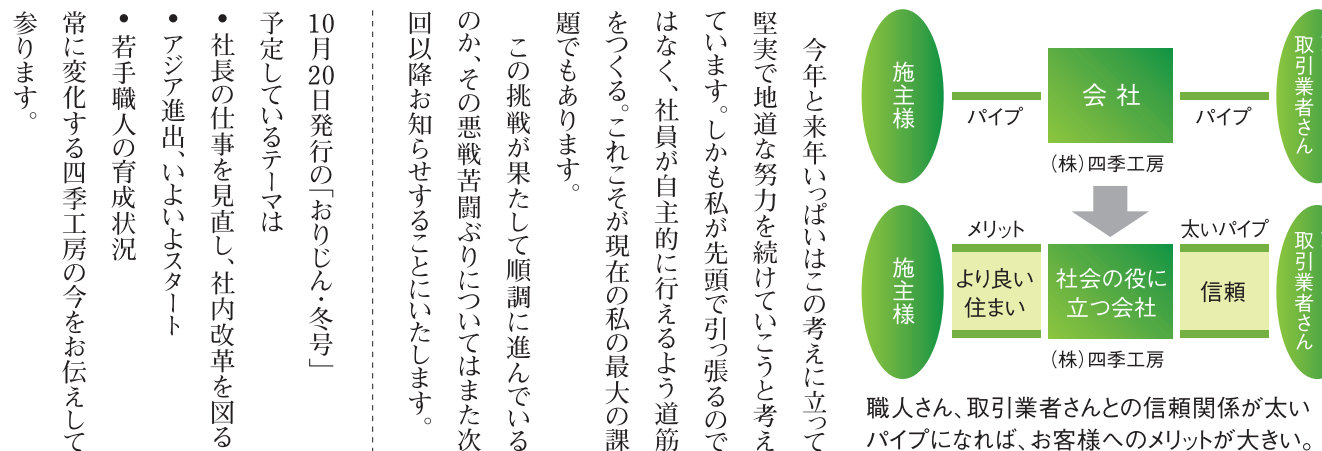 今年と来年いっぱいはこの考えに立って
堅実で地道な努力を続けていこうと考え
ています。しかも私が先頭で引っ張るので
はなく、社員が自主的に行えるよう道筋
をつくる。これこそが現在の私の最大の課
題でもあります。
この挑戦が果たして順調に進んでいる
のか、その悪戦苦闘ぶりについてはまた次
回以降お知らせすることにいたします。
10月20日発行の「おりじん・冬号」
予定しているテーマは
• 社長の仕事を見直し、社内改革を図る
• アジア進出、いよいよスタート
• 若手職人の育成状況
常に変化する四季工房の今をお伝えして
参ります。
施主様
パイプ
会社
(株)四季工房
パイプ
取引業者さん
施主様
メリット
より良い
住まい
社会の役に
立つ会社
(株)四季工房
太いパイプ
信頼
取引業者さん
職人さん、取引業者さんとの信頼関係が太い
パイプになれば、お客様へのメリットが大きい。